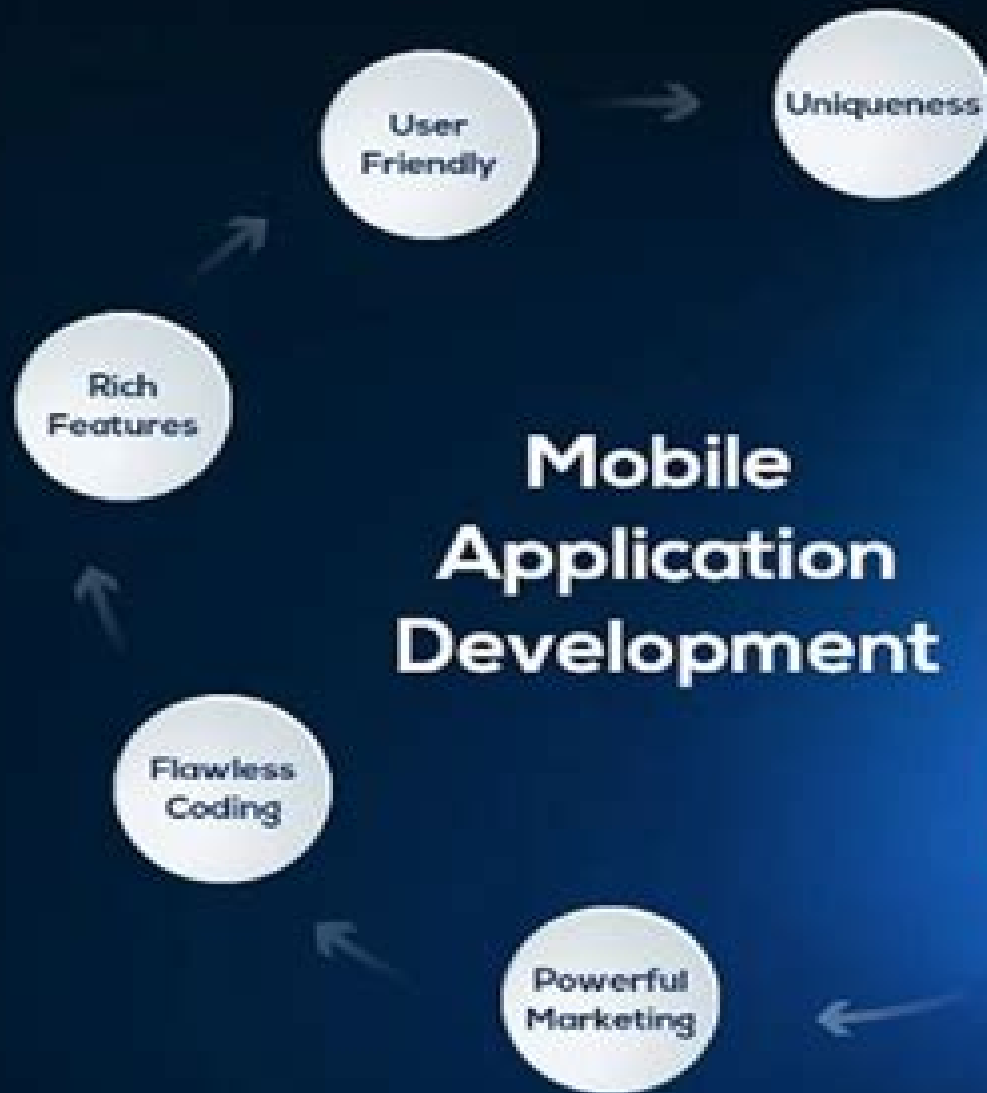 User
Friendly
Uniqueness
Rich
Features
Mobile
Application
Development
Flawless
Coding
Powerful
Marketing